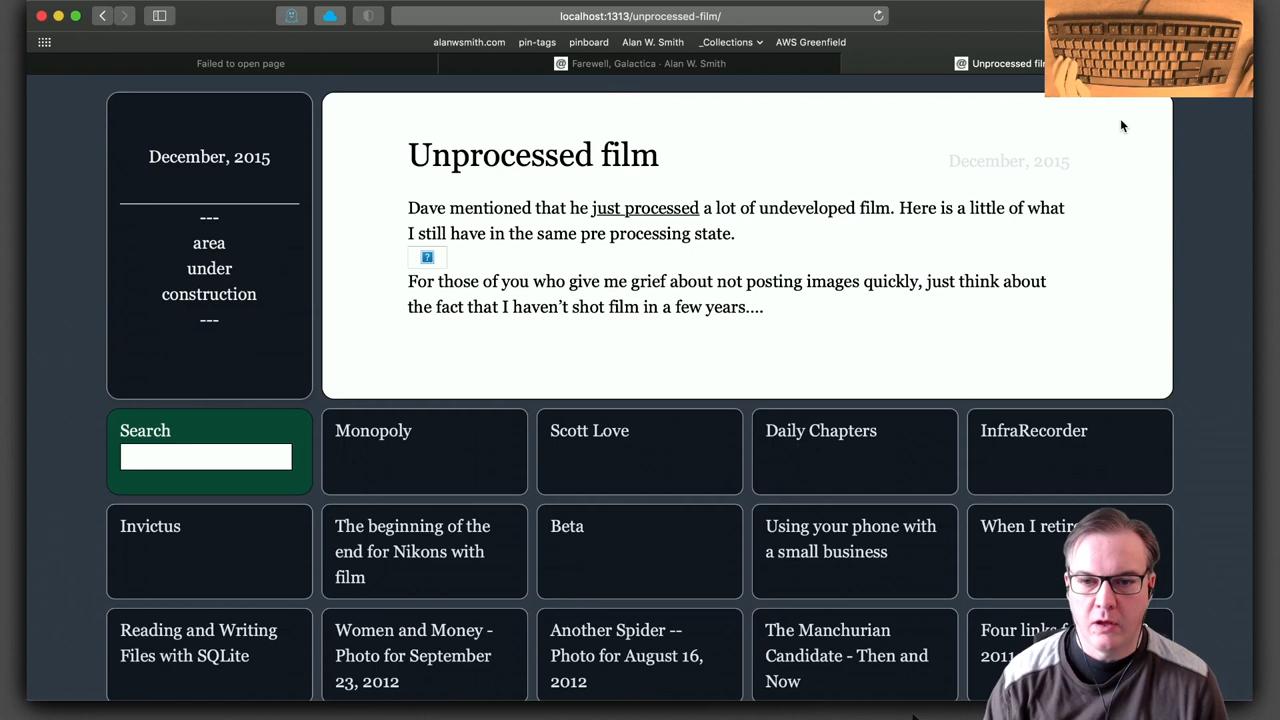 localhost:1313/unprocessed-film/
alanwsmith.com pin-tags pinboard Alan W. Smith _Collections AWS Greenfield
Failed to open page
@ Farewell, Galactica · Alan W. Smith
@ Unprocessed
December, 2015
---
area
under
construction
---
Unprocessed film
December, 2015
Dave mentioned that he just processed a lot of undeveloped film. Here is a little of what
I still have in the same pre processing state.
?
For those of you who give me grief about not posting images quickly, just think about
the fact that I haven’t shot film in a few years....
Search
Monopoly
Scott Love
Daily Chapters
InfraRecorder
Invictus
The beginning of the
end for Nikons with
film
Beta
Using your phone with
a small business
When I
Reading and Writing
Files with SQLite
Women and Money -
Photo for September
23, 2012
Another Spider --
Photo for August 16,
2012
The Manchurian
Candidate - Then and
Now
Four
2011